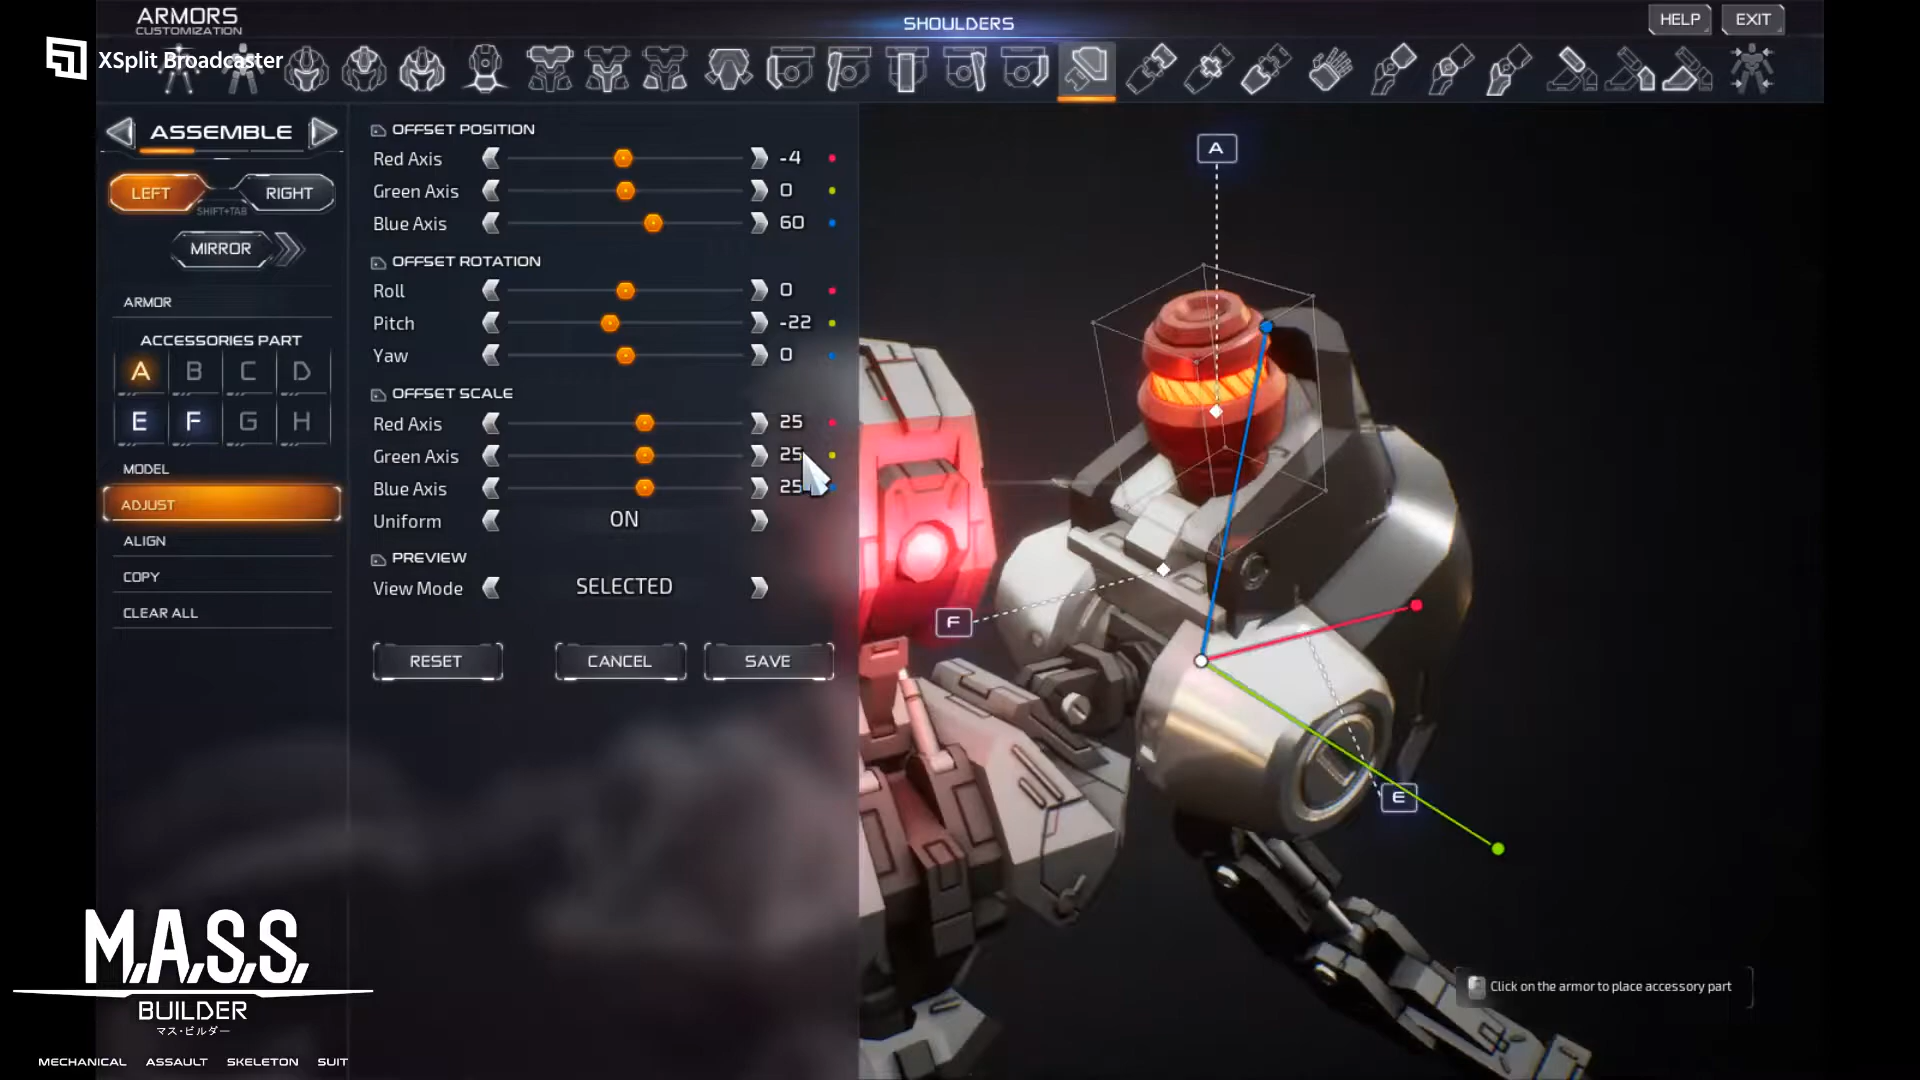 ARMORS
CUSTOMIZATION
SHOULDERS
HELP
EXIT
XSplit Broadcaster
ASSEMBLE
LEFT
RIGHT
SHIFT+TAB
MIRROR
ARMOR
ACCESSORIES PART
A B C D
E F G H
MODEL
ADJUST
ALIGN
COPY
CLEAR ALL
OFFSET POSITION
Red Axis -4
Green Axis 0
Blue Axis 60
OFFSET ROTATION
Roll 0
Pitch -22
Yaw 0
OFFSET SCALE
Red Axis 25
Green Axis 25
Blue Axis 25
Uniform ON
PREVIEW
View Mode SELECTED
RESET
CANCEL
SAVE
A
F
E
Click on the armor to place accessory part
M.A.S.S.
BUILDER
マス・ビルダー
MECHANICAL ASSAULT SKELETON SUIT